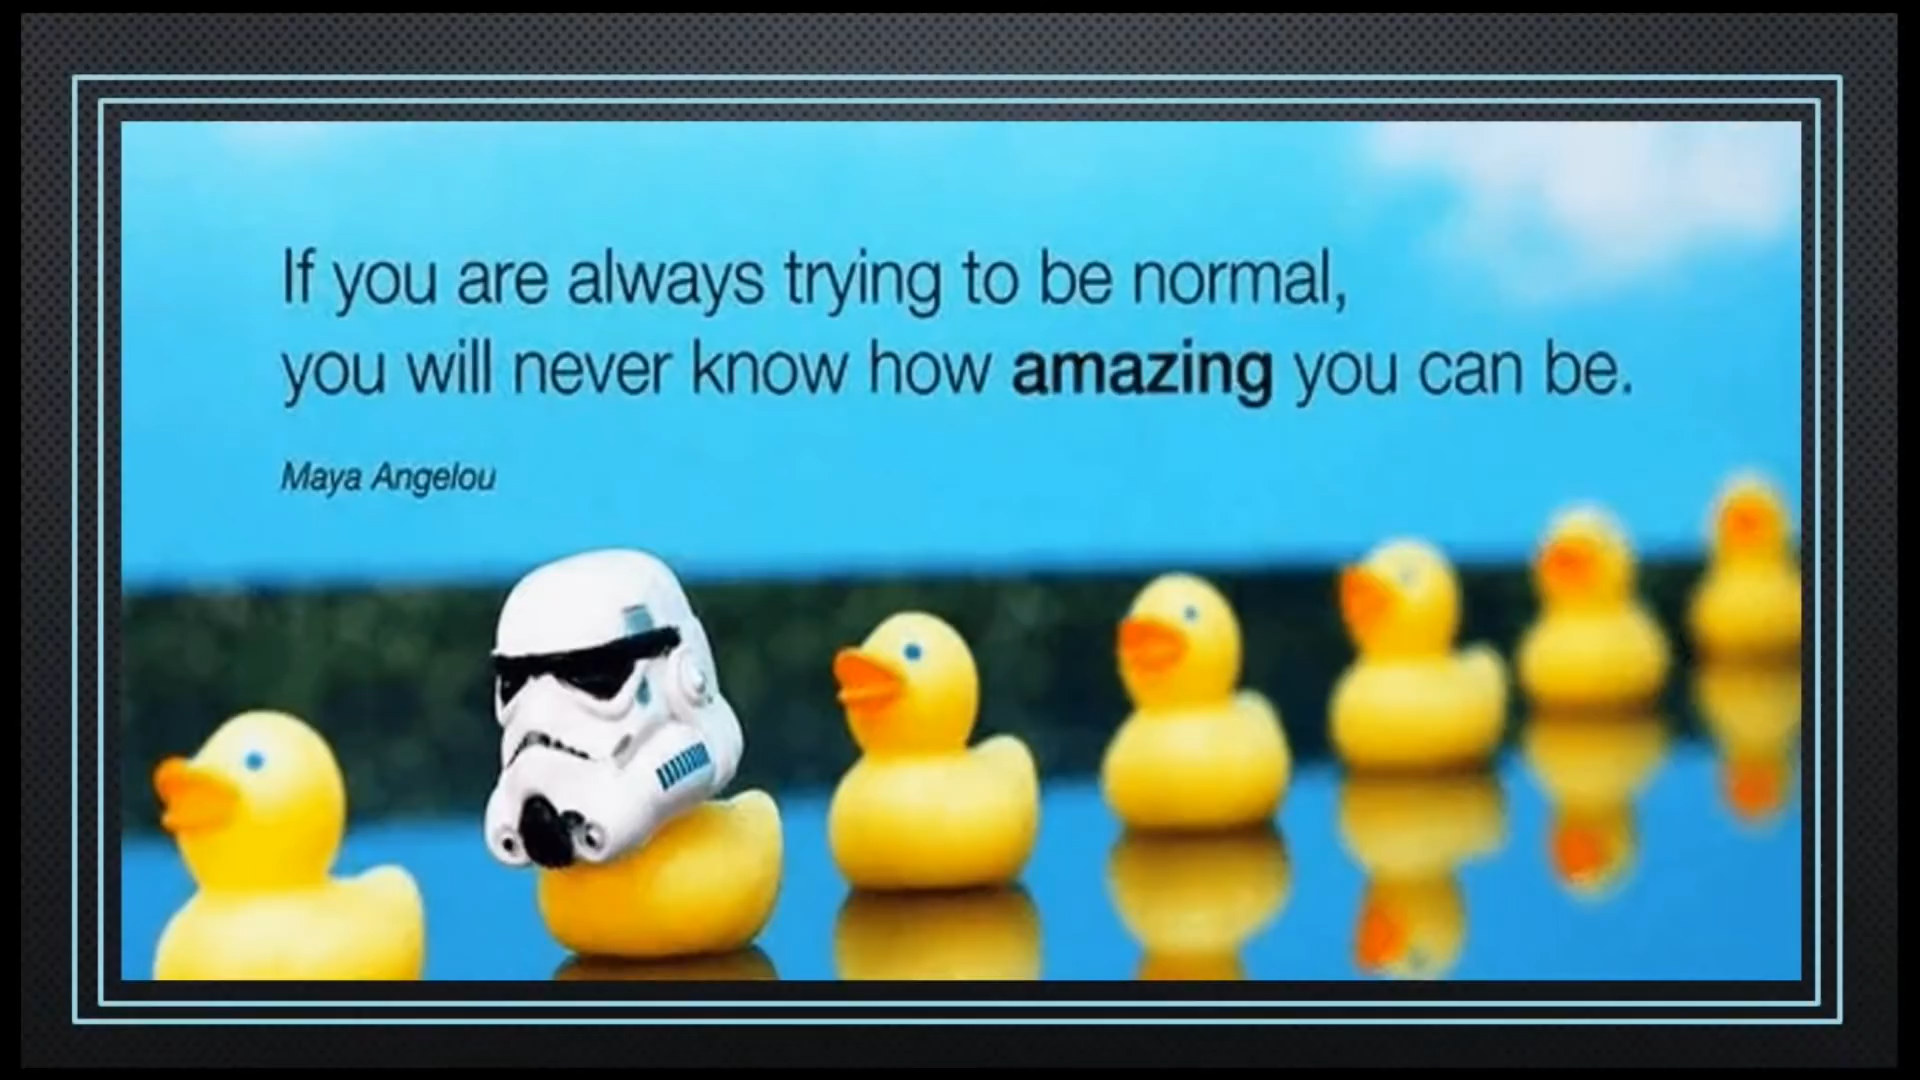 If you are always trying to be normal,
you will never know how amazing you can be.
Maya Angelou